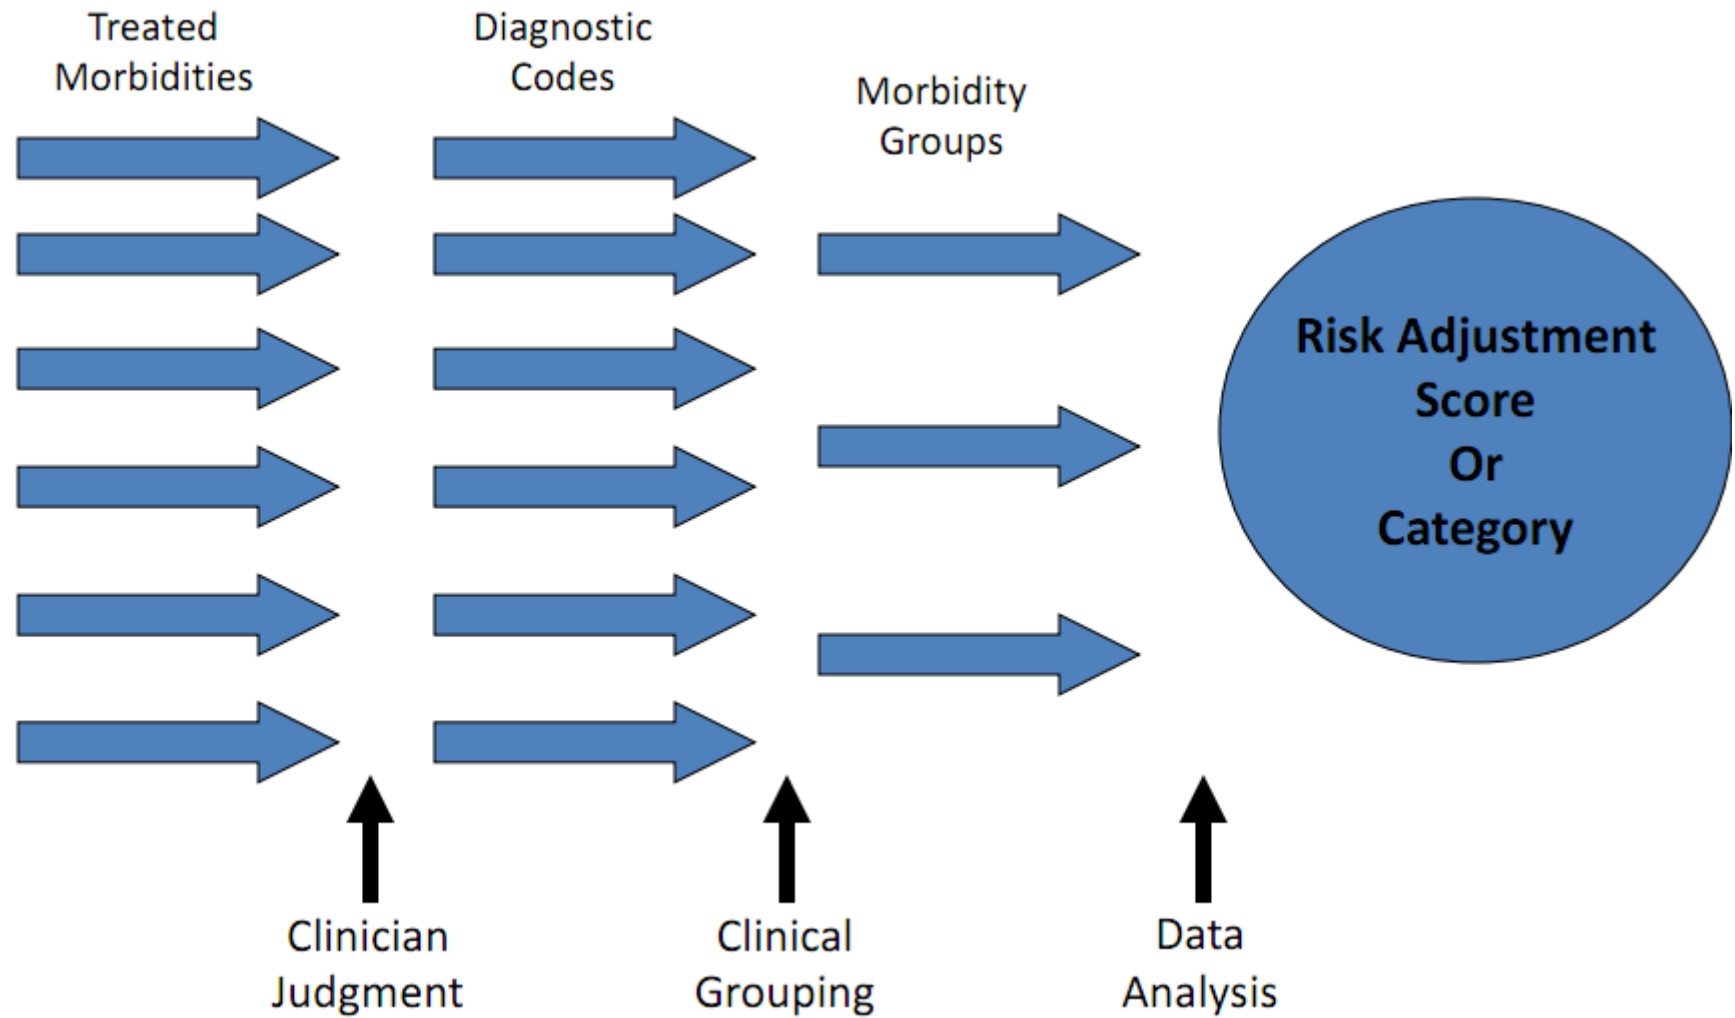 Treated
Morbidities
Diagnostic
Codes
Morbidity
Groups
Risk Adjustment
Score
Or
Category
Clinician
Judgment
Clinical
Grouping
Data
Analysis